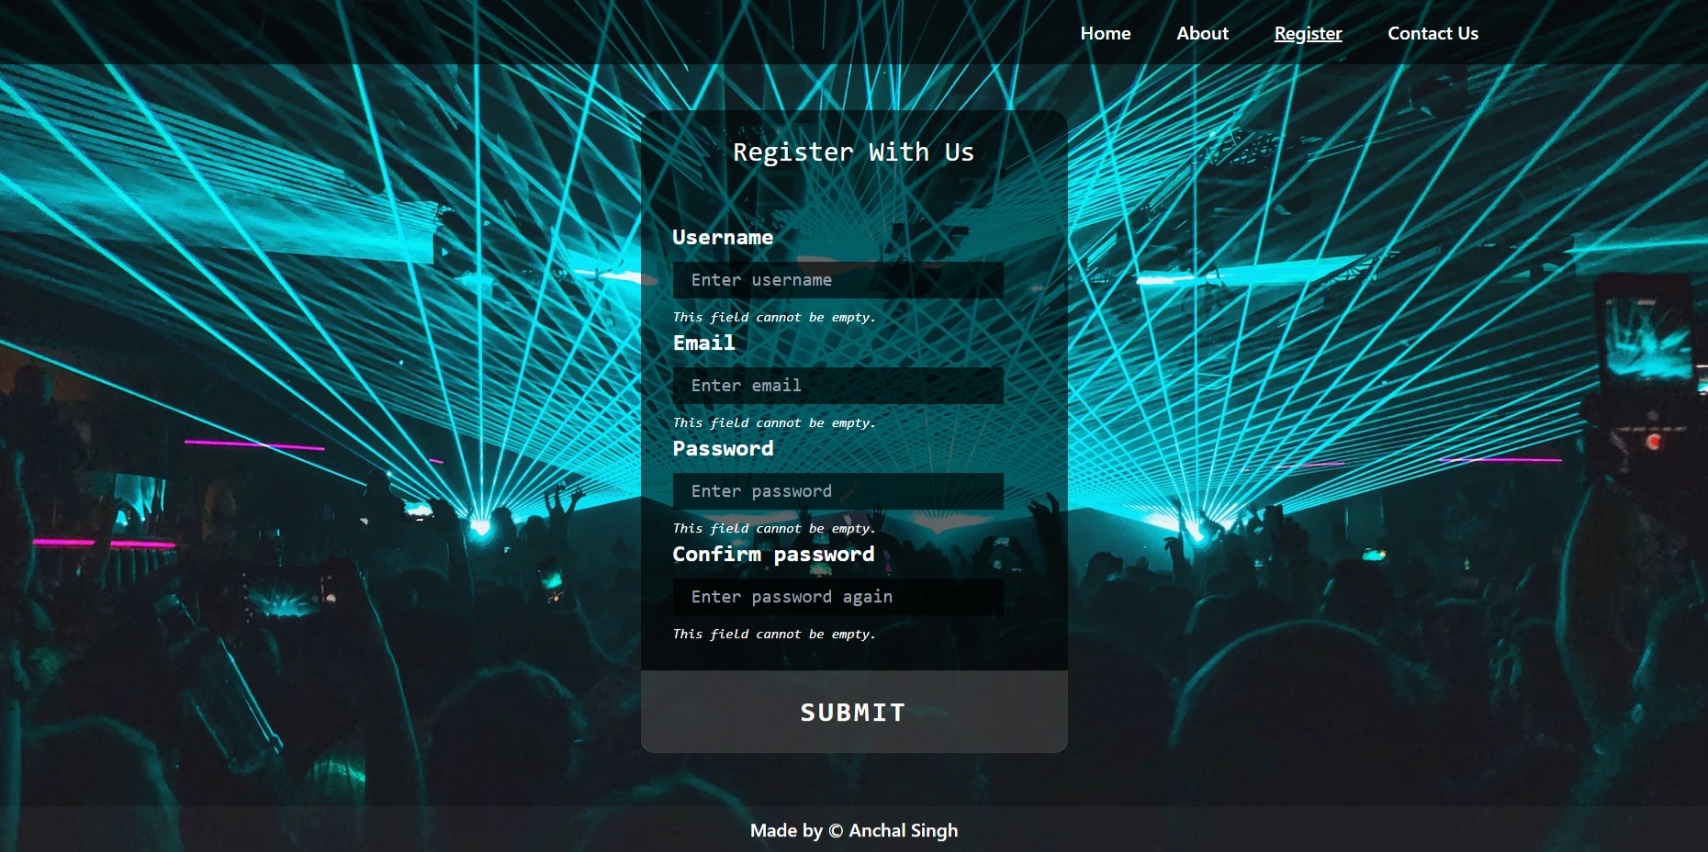 Home About Register Contact Us
Register With Us
Username
Enter username
This field cannot be empty.
Email
Enter email
This field cannot be empty.
Password
Enter password
This field cannot be empty.
Confirm password
Enter password again
This field cannot be empty.
SUBMIT
Made by © Anchal Singh